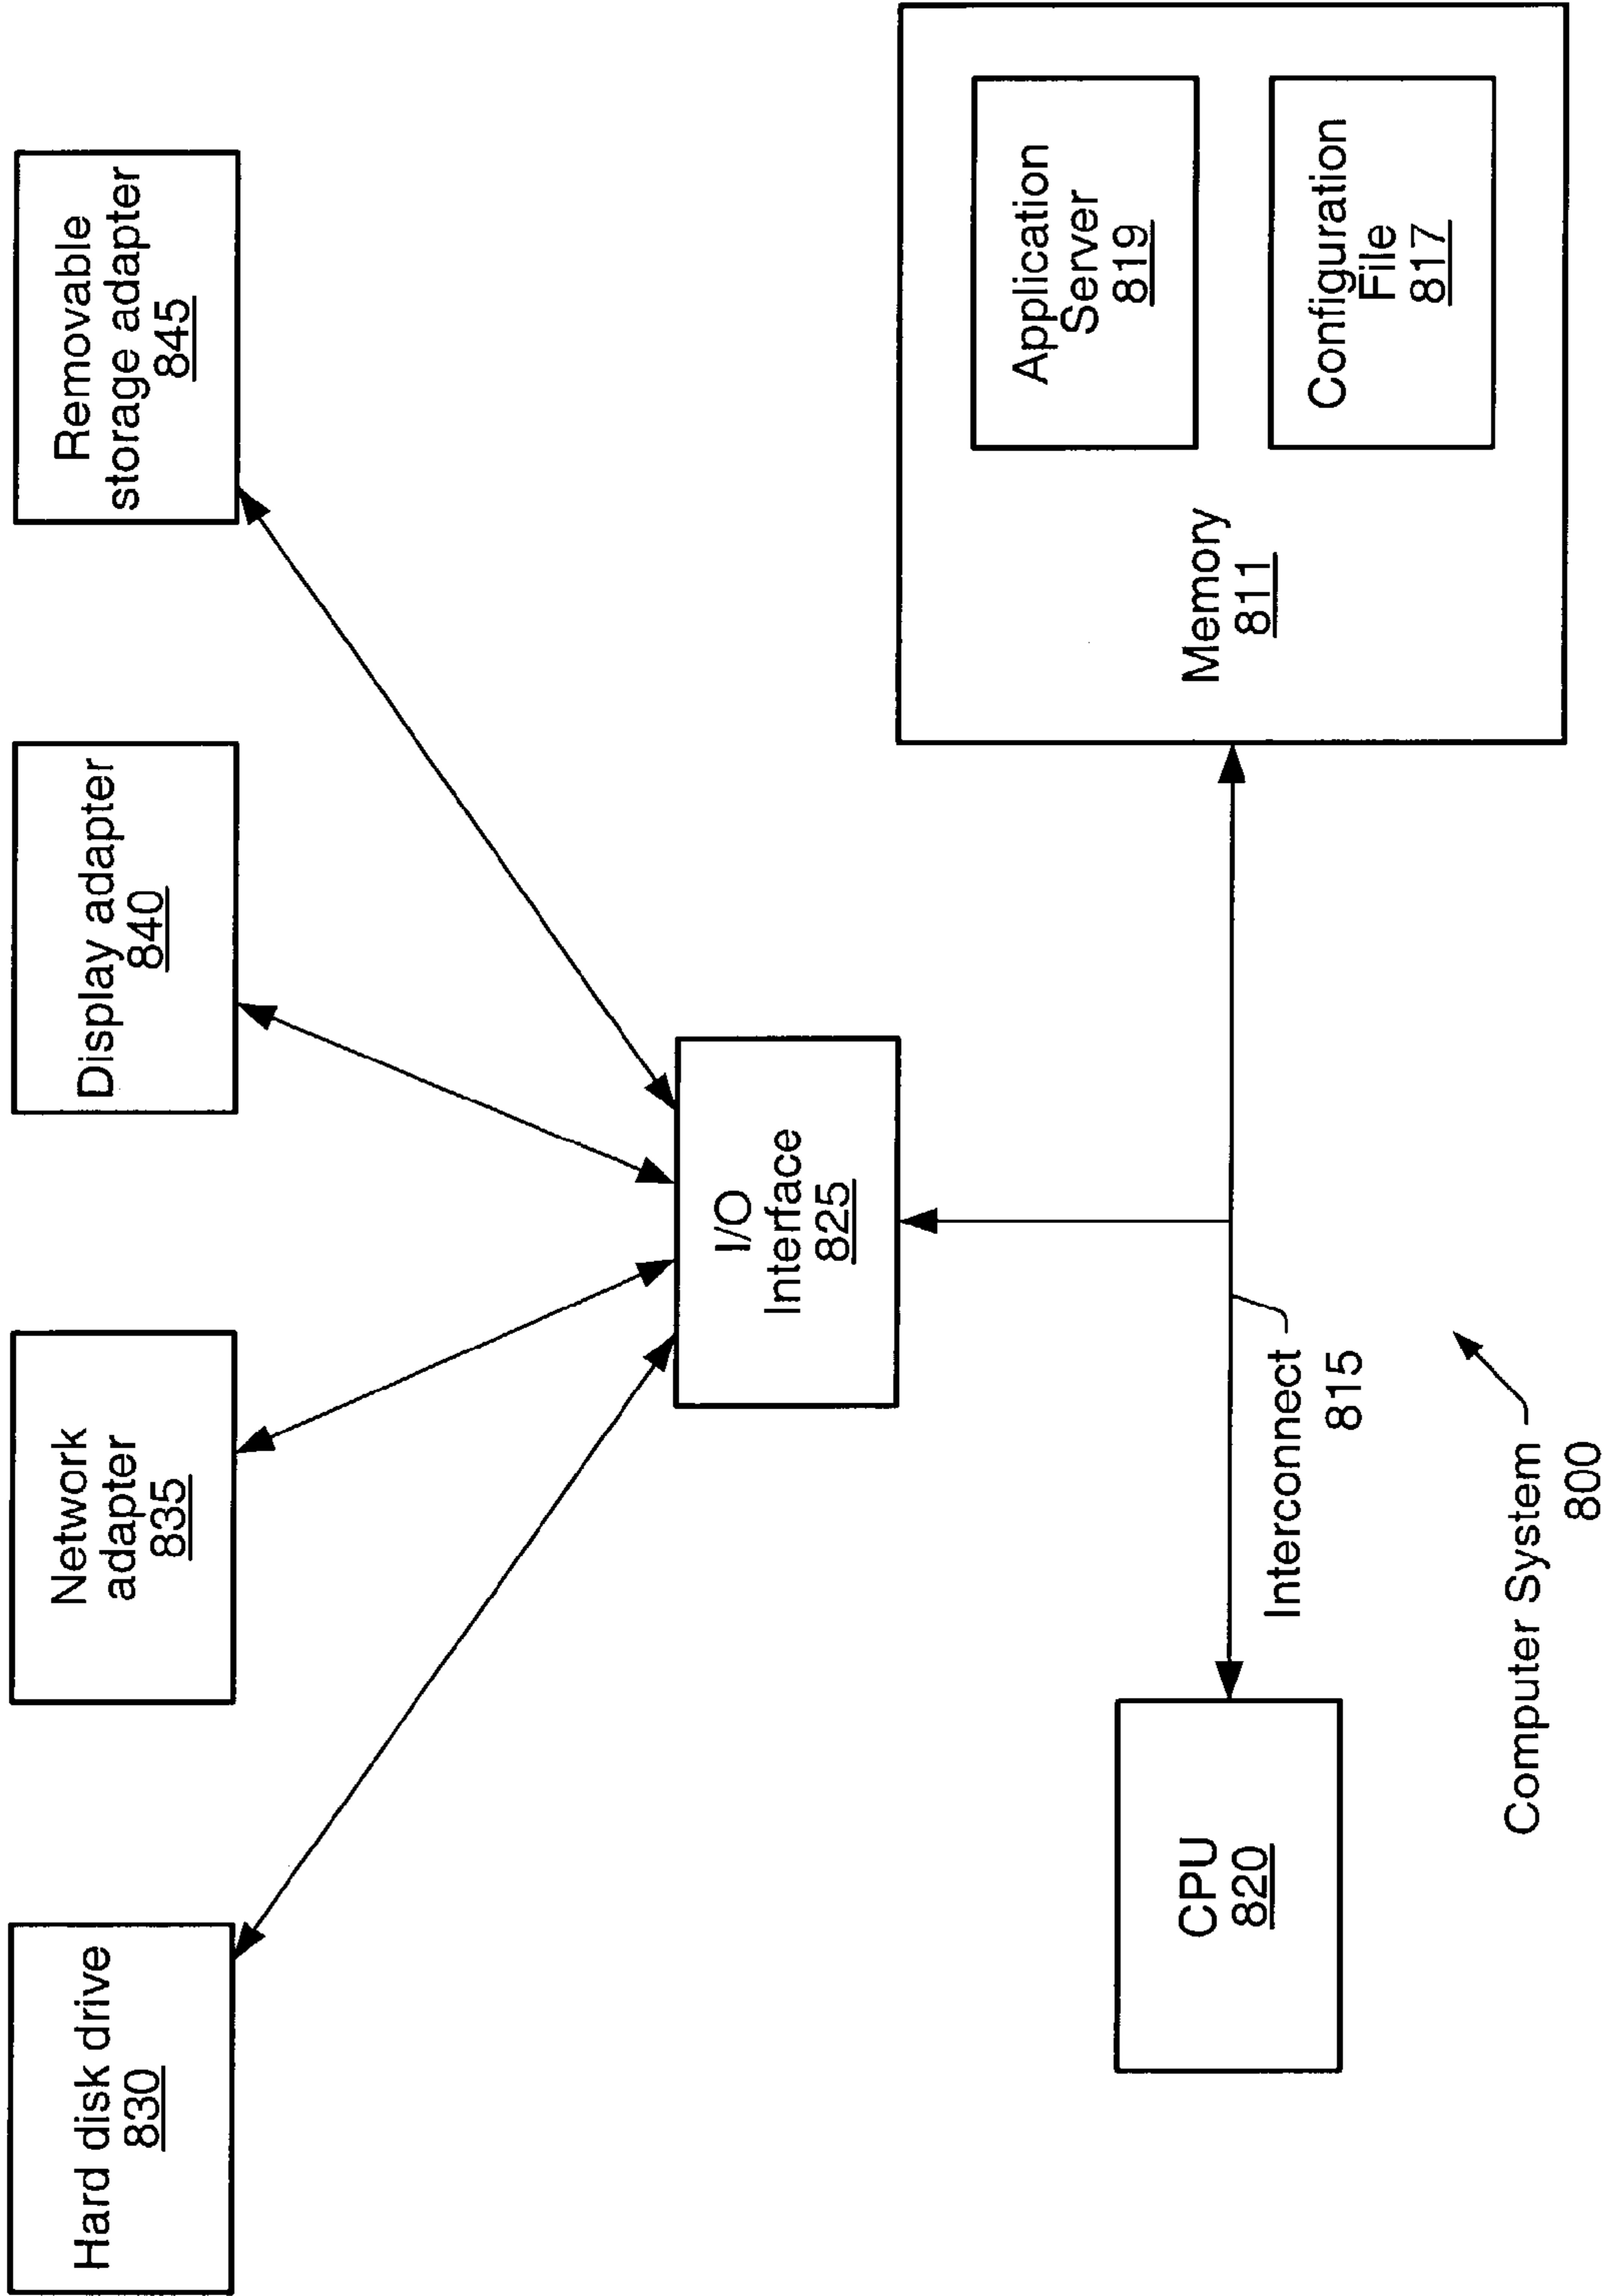 Hard disk drive
830
Network
adapter
835
Display adapter
840
Removable
storage adapter
845
I/O
Interface
825
CPU
820
Interconnect
815
Memory
811
Application
Server
819
Configuration
File
817
Computer System
800